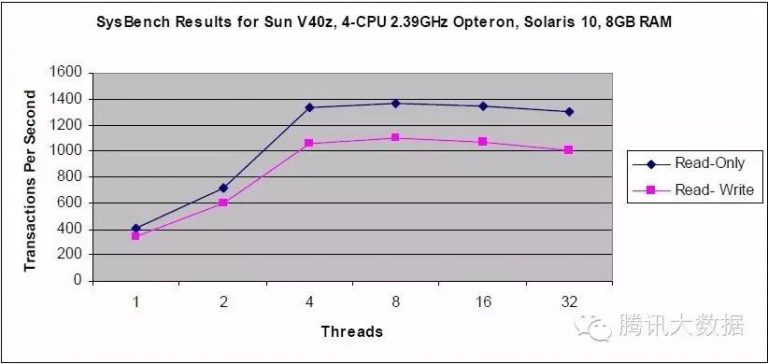 SysBench Results for Sun V40z, 4-CPU 2.39GHz Opteron, Solaris 10, 8GB RAM
Transactions Per Second
1600
1400
1200
1000
800
600
400
200
0
1 2 4 8 16 32
Threads
Read-Only
Read- Write
腾讯大数据